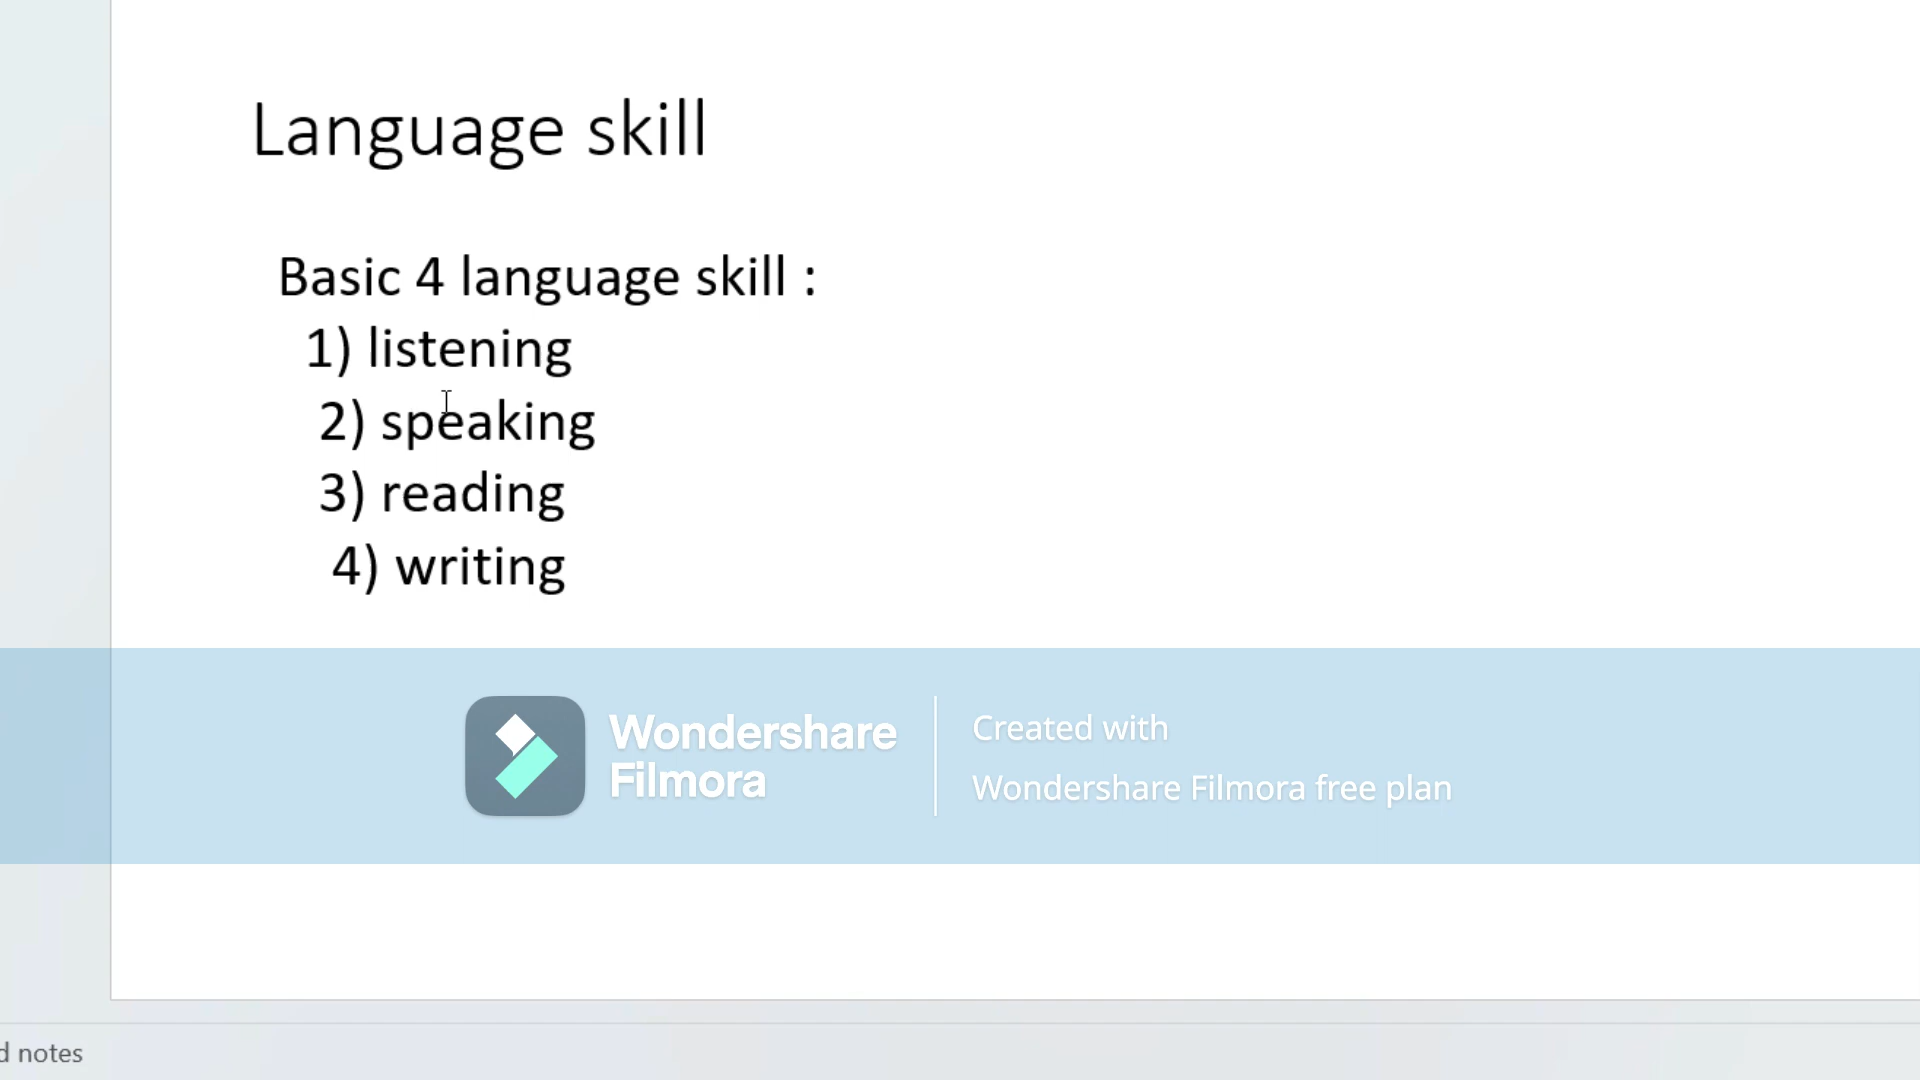 Language skill
Basic 4 language skill :
1) listening
2) speaking
3) reading
4) writing
Wondershare
Filmora
Created with
Wondershare Filmora free plan
notes